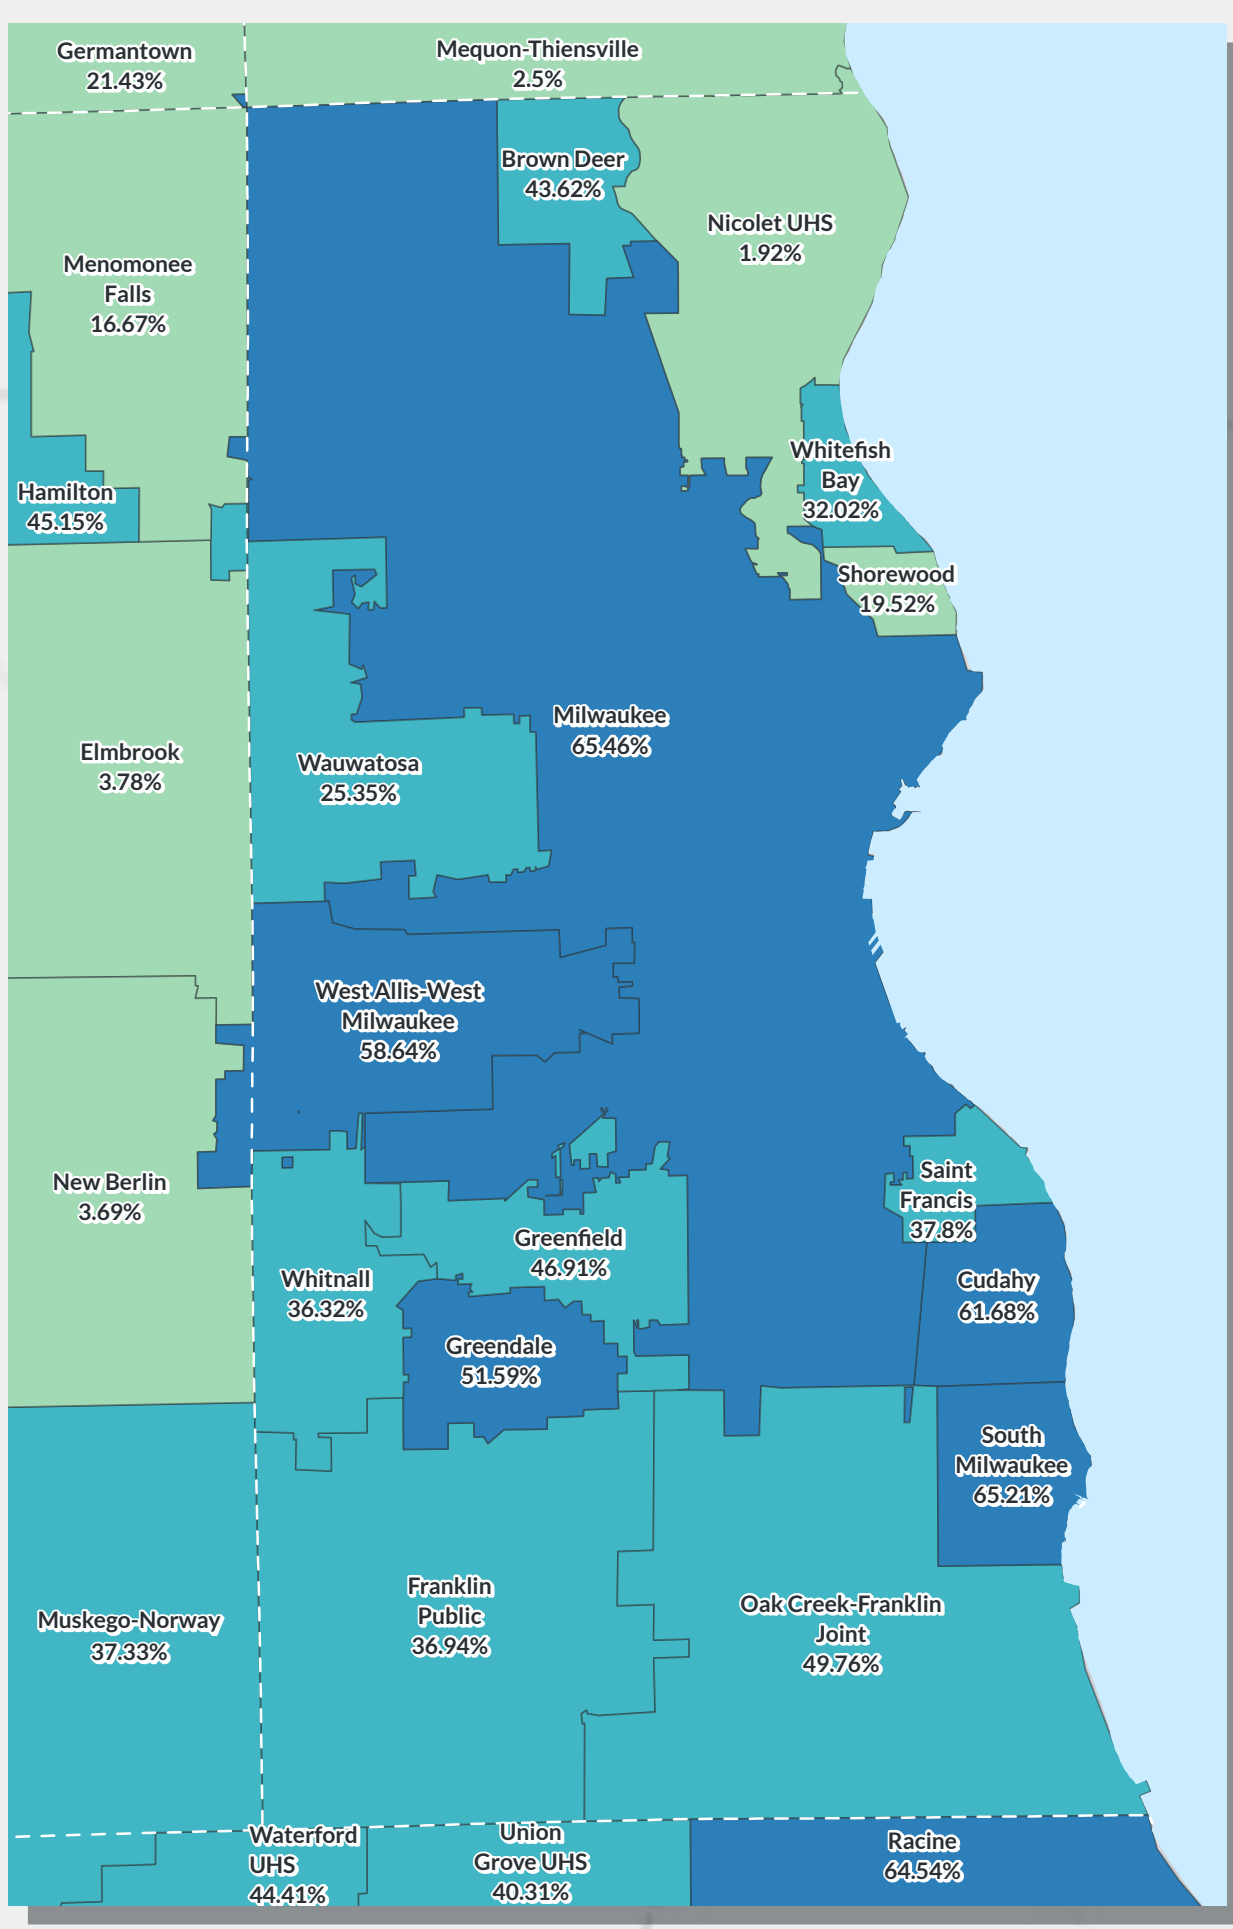 Germantown
21.43%
Mequon-Thiensville
2.5%
Brown Deer
43.62%
Nicolet UHS
1.92%
Menomonee
Falls
16.67%
Whitefish
Bay
32.02%
Hamilton
45.15%
Shorewood
19.52%
Milwaukee
65.46%
Elmbrook
3.78%
Wauwatosa
25.35%
West Allis-West
Milwaukee
58.64%
Saint
Francis
37.8%
New Berlin
3.69%
Greenfield
46.91%
Whitnall
36.32%
Cudahy
61.68%
Greendale
51.59%
South
Milwaukee
65.21%
Franklin
Public
36.94%
Oak Creek-Franklin
Joint
49.76%
Muskego-Norway
37.33%
Waterford
UHS
44.41%
Union
Grove UHS
40.31%
Racine
64.54%